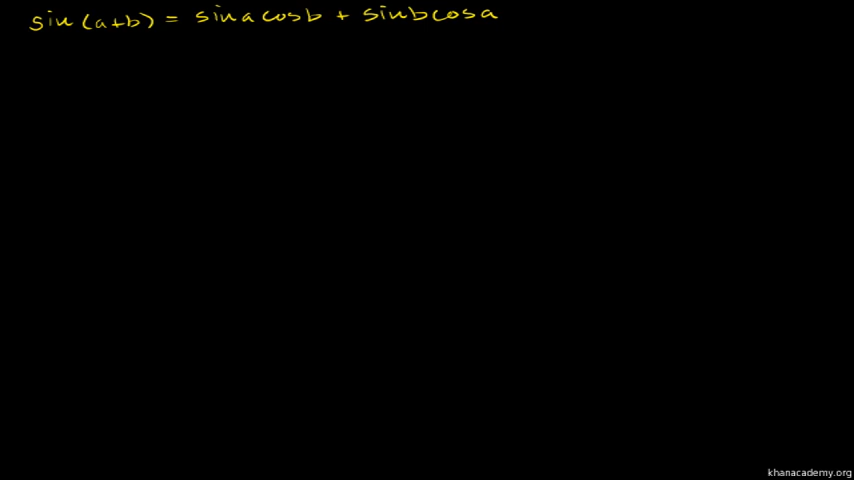 sin(a+b) = sinacosb + sinbcosa
khanacademy.org